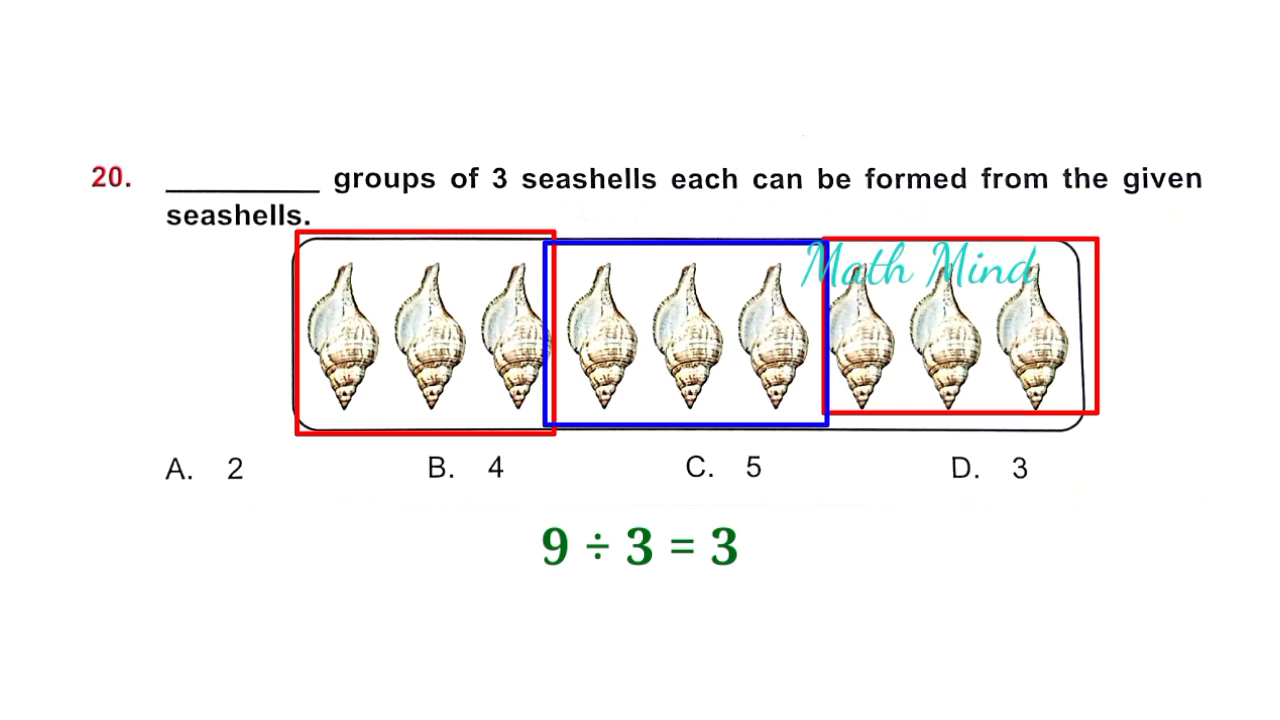 20. __________ groups of 3 seashells each can be formed from the given
seashells.
Math Mind
A. 2 B. 4 C. 5 D. 3
9 ÷ 3 = 3